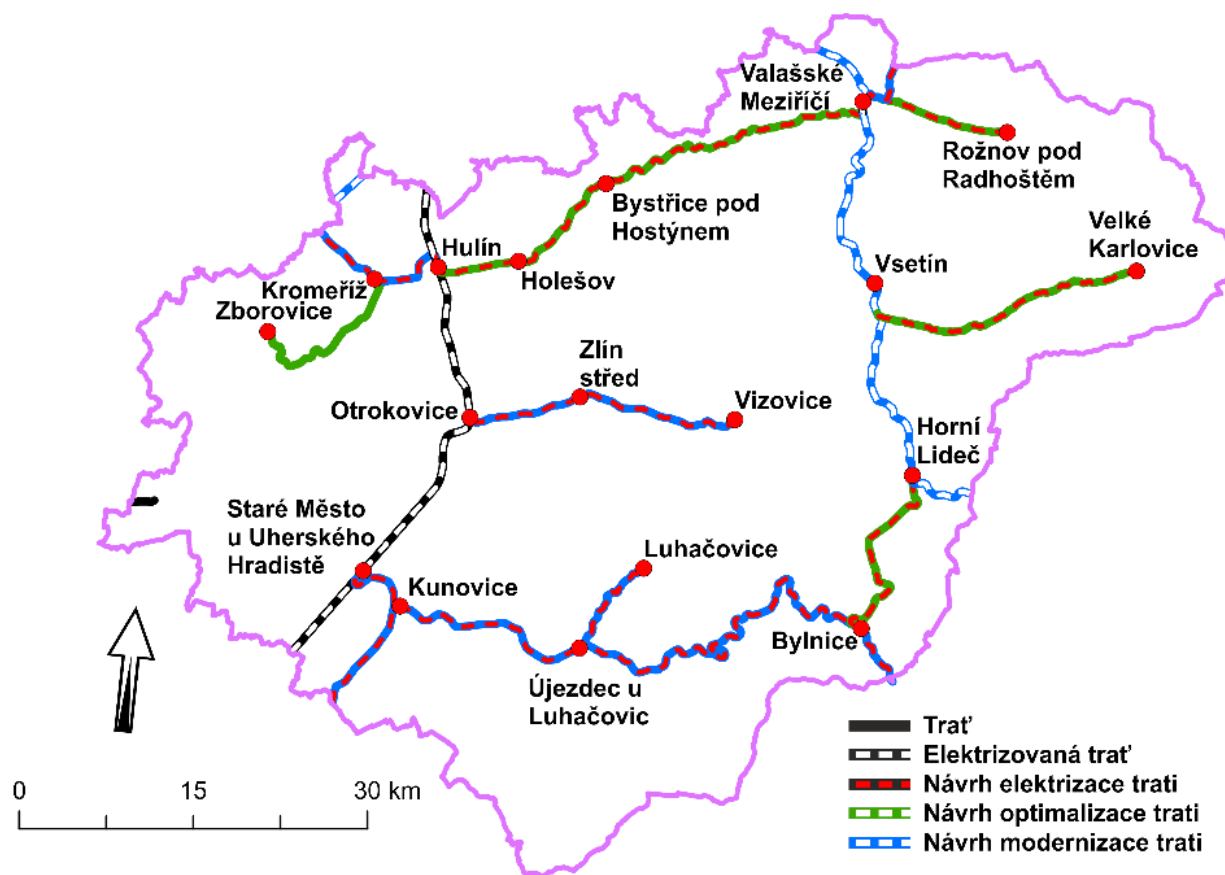 Valašské
Meziříčí
Rožnov pod
Radhoštěm
Bystřice pod
Hostýnem
Velké
Karlovice
Hulín
Holešov
Vsetín
Kroměříž
Zborovice
Zlín
střed
Otrokovice
Vizovice
Horní
Lideč
Staré Město
u Uherského
Hradistě
Luhačovice
Kunovice
Bylnice
Újezdec u
Luhačovic
0
15
30 km
Trať
Elektrizovaná trať
Návrh elektrizace trati
Návrh optimalizace trati
Návrh modernizace trati